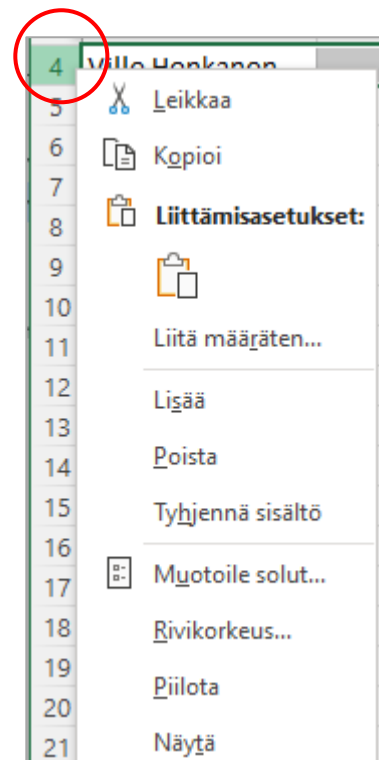 4 Ville Honkanen
5 Leikkaa
6 Kopioi
7
8 Liittämisasetukset:
9
10
11 Liitä määräten...
12 Lisää
13
14 Poista
15 Tyhjennä sisältö
16
17 Muotoile solut...
18 Rivikorkeus...
19
20 Piilota
21 Näytä